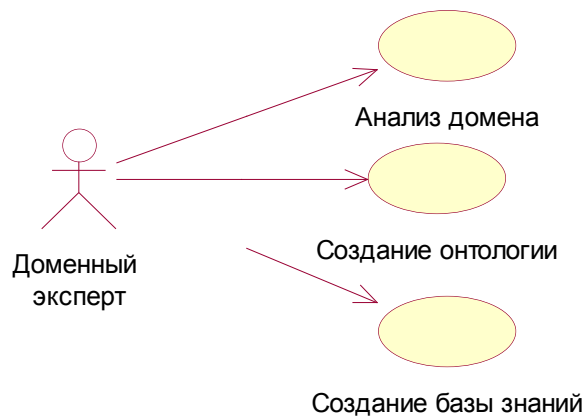 Анализ домена
Создание онтологии
Доменный
эксперт
Создание базы знаний